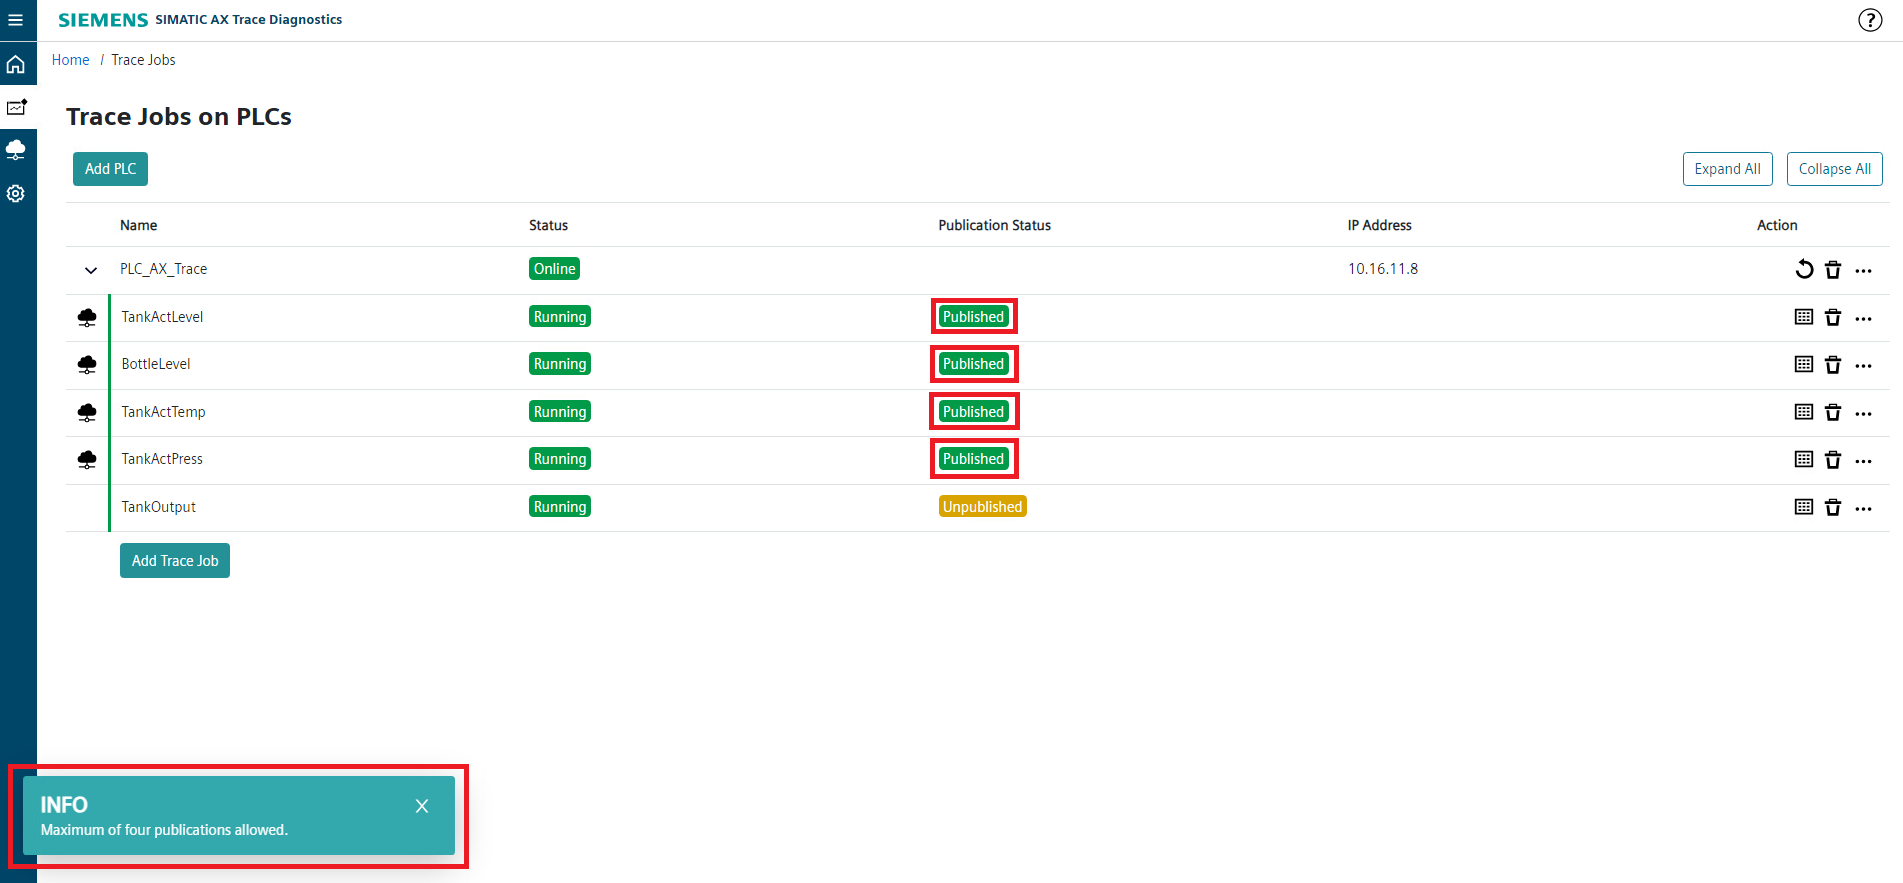 SIEMENS SIMATIC AX Trace Diagnostics ?
Home / Trace Jobs
Trace Jobs on PLCs
Add PLC Expand All Collapse All
Name Status Publication Status IP Address Action
PLC_AX_Trace Online 10.16.11.8
TankActLevel Running Published
BottleLevel Running Published
TankActTemp Running Published
TankActPress Running Published
TankOutput Running Unpublished
Add Trace Job
INFO
Maximum of four publications allowed.